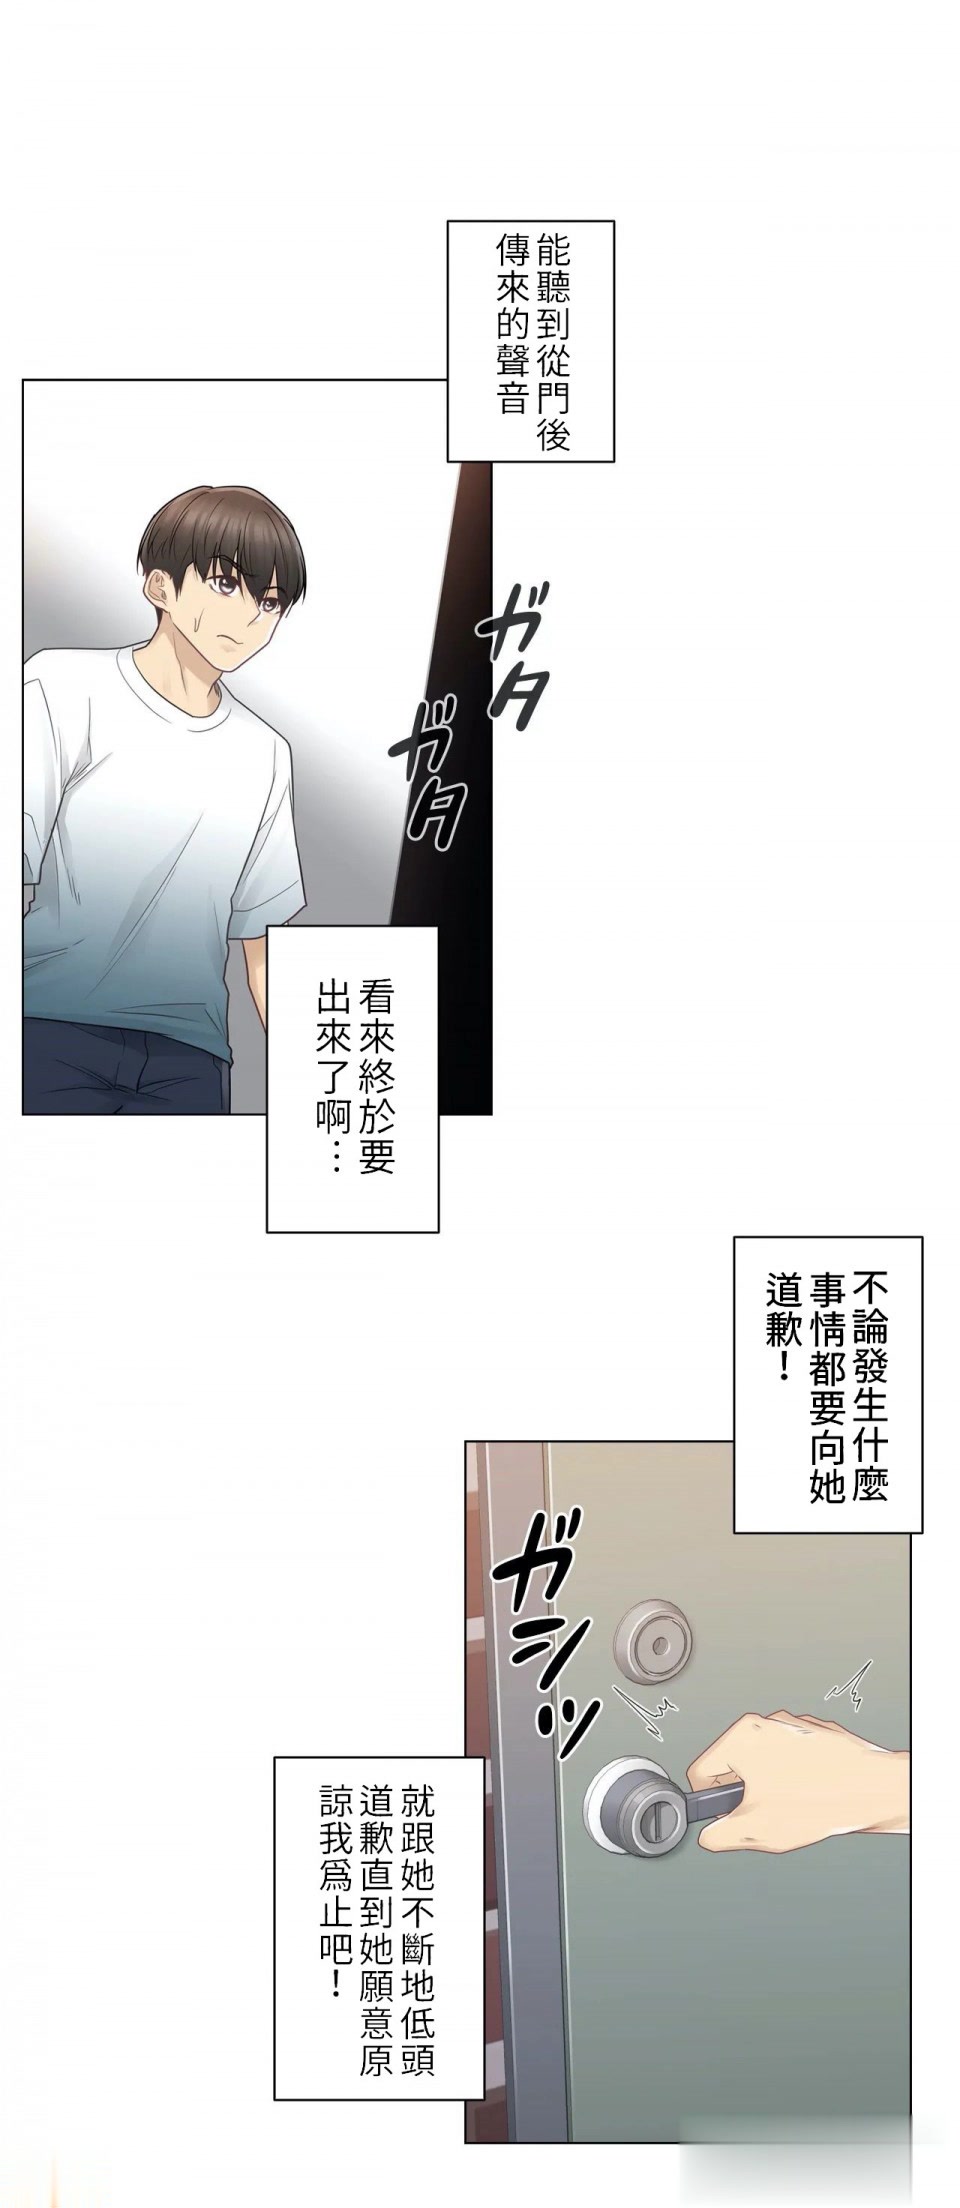 能聽到從門後
傳來的聲音
ガタ
ガタ
看來終於要
出來了啊…
不論發生什麼
事情都要向她
道歉！
ガシッ
就跟她不斷地低頭
道歉直到她願意原
諒我爲止吧！